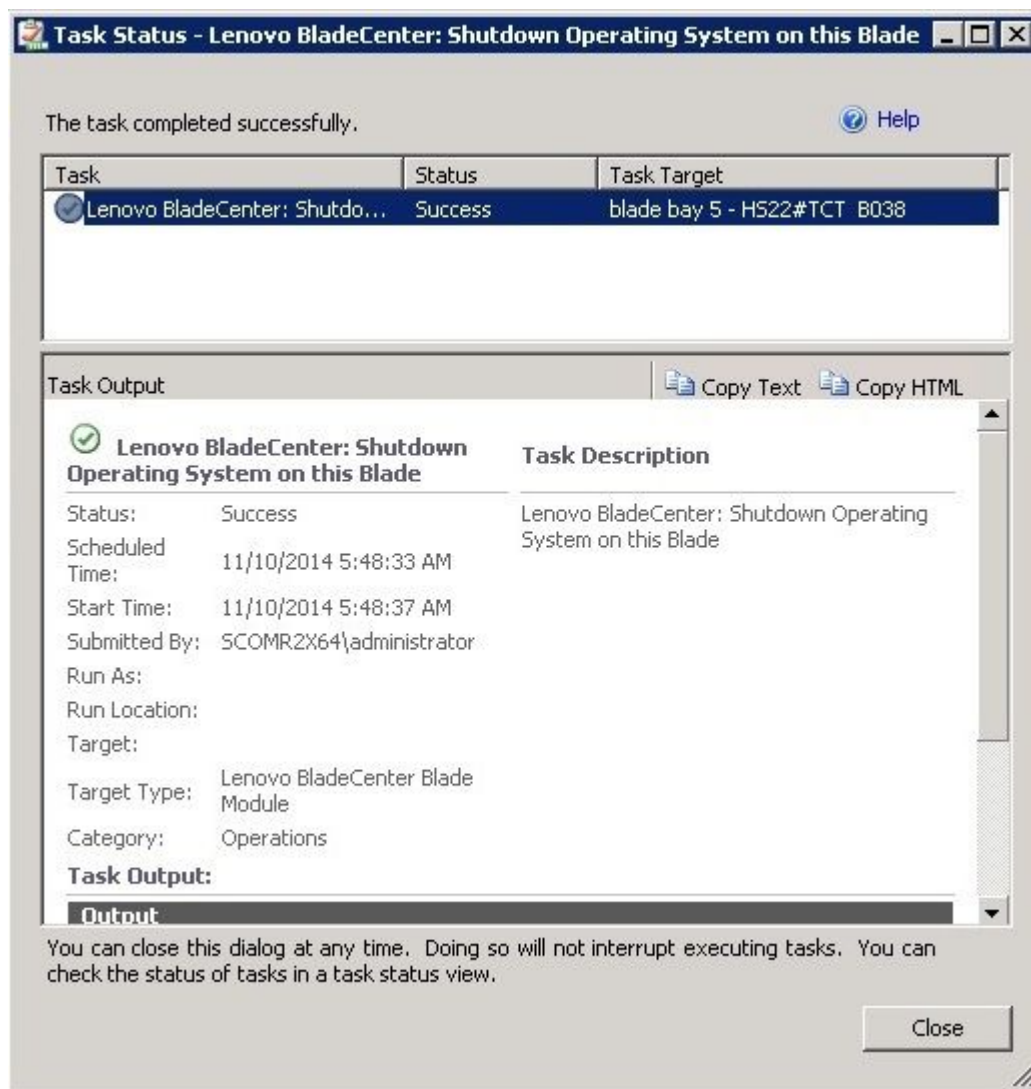 Task Status - Lenovo BladeCenter: Shutdown Operating System on this Blade
The task completed successfully.
Help
Task Status Task Target
Lenovo BladeCenter: Shutdo... Success blade bay 5 - HS22#TCT B038
Task Output Copy Text Copy HTML
Lenovo BladeCenter: Shutdown
Operating System on this Blade
Task Description
Status: Success
Lenovo BladeCenter: Shutdown Operating
System on this Blade
Scheduled
Time: 11/10/2014 5:48:33 AM
Start Time: 11/10/2014 5:48:37 AM
Submitted By: SCOMR2X64\administrator
Run As:
Run Location:
Target:
Target Type: Lenovo BladeCenter Blade
Module
Category: Operations
Task Output:
Output
You can close this dialog at any time. Doing so will not interrupt executing tasks. You can
check the status of tasks in a task status view.
Close